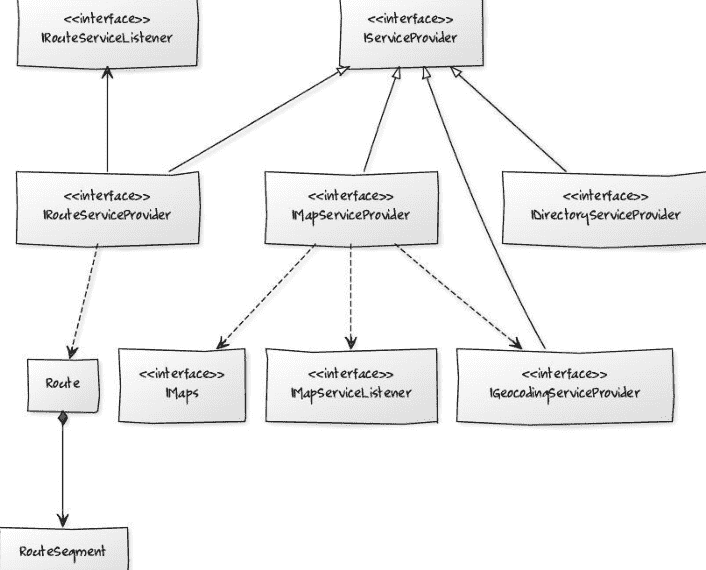 <<interface>>
IRouteServiceListener
<<interface>>
IServiceProvider
<<interface>>
IRouteServiceProvider
<<interface>>
IMapServiceProvider
<<interface>>
IDirectoryServiceProvider
Route
<<interface>>
IMaps
<<interface>>
IMapServiceListener
<<interface>>
IGeocodingServiceProvider
RouteSegment